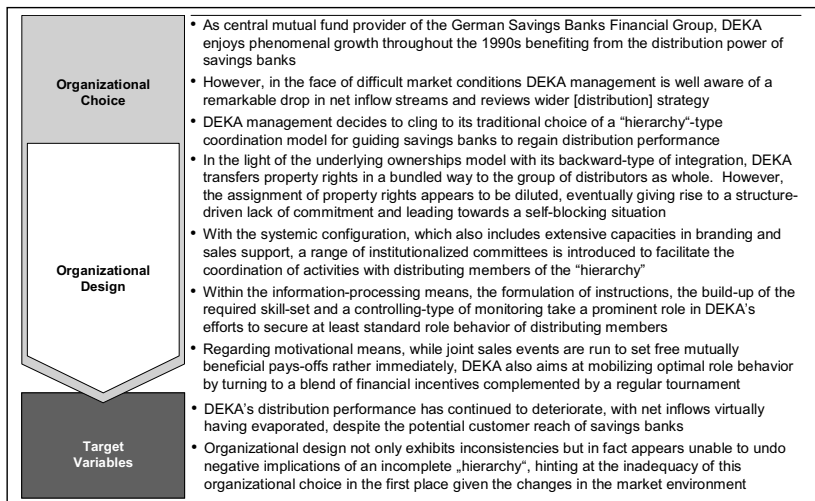 Organizational
Choice
• As central mutual fund provider of the German Savings Banks Financial Group, DEKA
enjoys phenomenal growth throughout the 1990s benefiting from the distribution power of
savings banks
• However, in the face of difficult market conditions DEKA management is well aware of a
remarkable drop in net inflow streams and reviews wider [distribution] strategy
• DEKA management decides to cling to its traditional choice of a “hierarchy“-type
coordination model for guiding savings banks to regain distribution performance
Organizational
Design
• In the light of the underlying ownerships model with its backward-type of integration, DEKA
transfers property rights in a bundled way to the group of distributors as whole.  However,
the assignment of property rights appears to be diluted, eventually giving rise to a structure-
driven lack of commitment and leading towards a self-blocking situation
• With the systemic configuration, which also includes extensive capacities in branding and
sales support, a range of institutionalized committees is introduced to facilitate the
coordination of activities with distributing members of the “hierarchy”
• Within the information-processing means, the formulation of instructions, the build-up of the
required skill-set and a controlling-type of monitoring take a prominent role in DEKA’s
efforts to secure at least standard role behavior of distributing members
• Regarding motivational means, while joint sales events are run to set free mutually
beneficial pays-offs rather immediately, DEKA also aims at mobilizing optimal role behavior
by turning to a blend of financial incentives complemented by a regular tournament
Target
Variables
• DEKA’s distribution performance has continued to deteriorate, with net inflows virtually
having evaporated, despite the potential customer reach of savings banks
• Organizational design not only exhibits inconsistencies but in fact appears unable to undo
negative implications of an incomplete „hierarchy“, hinting at the inadequacy of this
organizational choice in the first place given the changes in the market environment